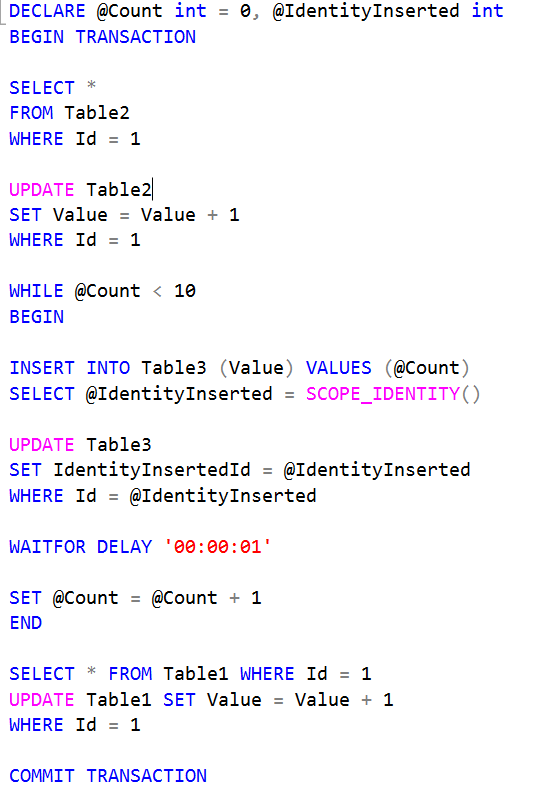 DECLARE @Count int = 0, @IdentityInserted int
BEGIN TRANSACTION
SELECT *
FROM Table2
WHERE Id = 1
UPDATE Table2
SET Value = Value + 1
WHERE Id = 1
WHILE @Count < 10
BEGIN
INSERT INTO Table3 (Value) VALUES (@Count)
SELECT @IdentityInserted = SCOPE_IDENTITY()
UPDATE Table3
SET IdentityInsertedId = @IdentityInserted
WHERE Id = @IdentityInserted
WAITFOR DELAY '00:00:01'
SET @Count = @Count + 1
END
SELECT * FROM Table1 WHERE Id = 1
UPDATE Table1 SET Value = Value + 1
WHERE Id = 1
COMMIT TRANSACTION